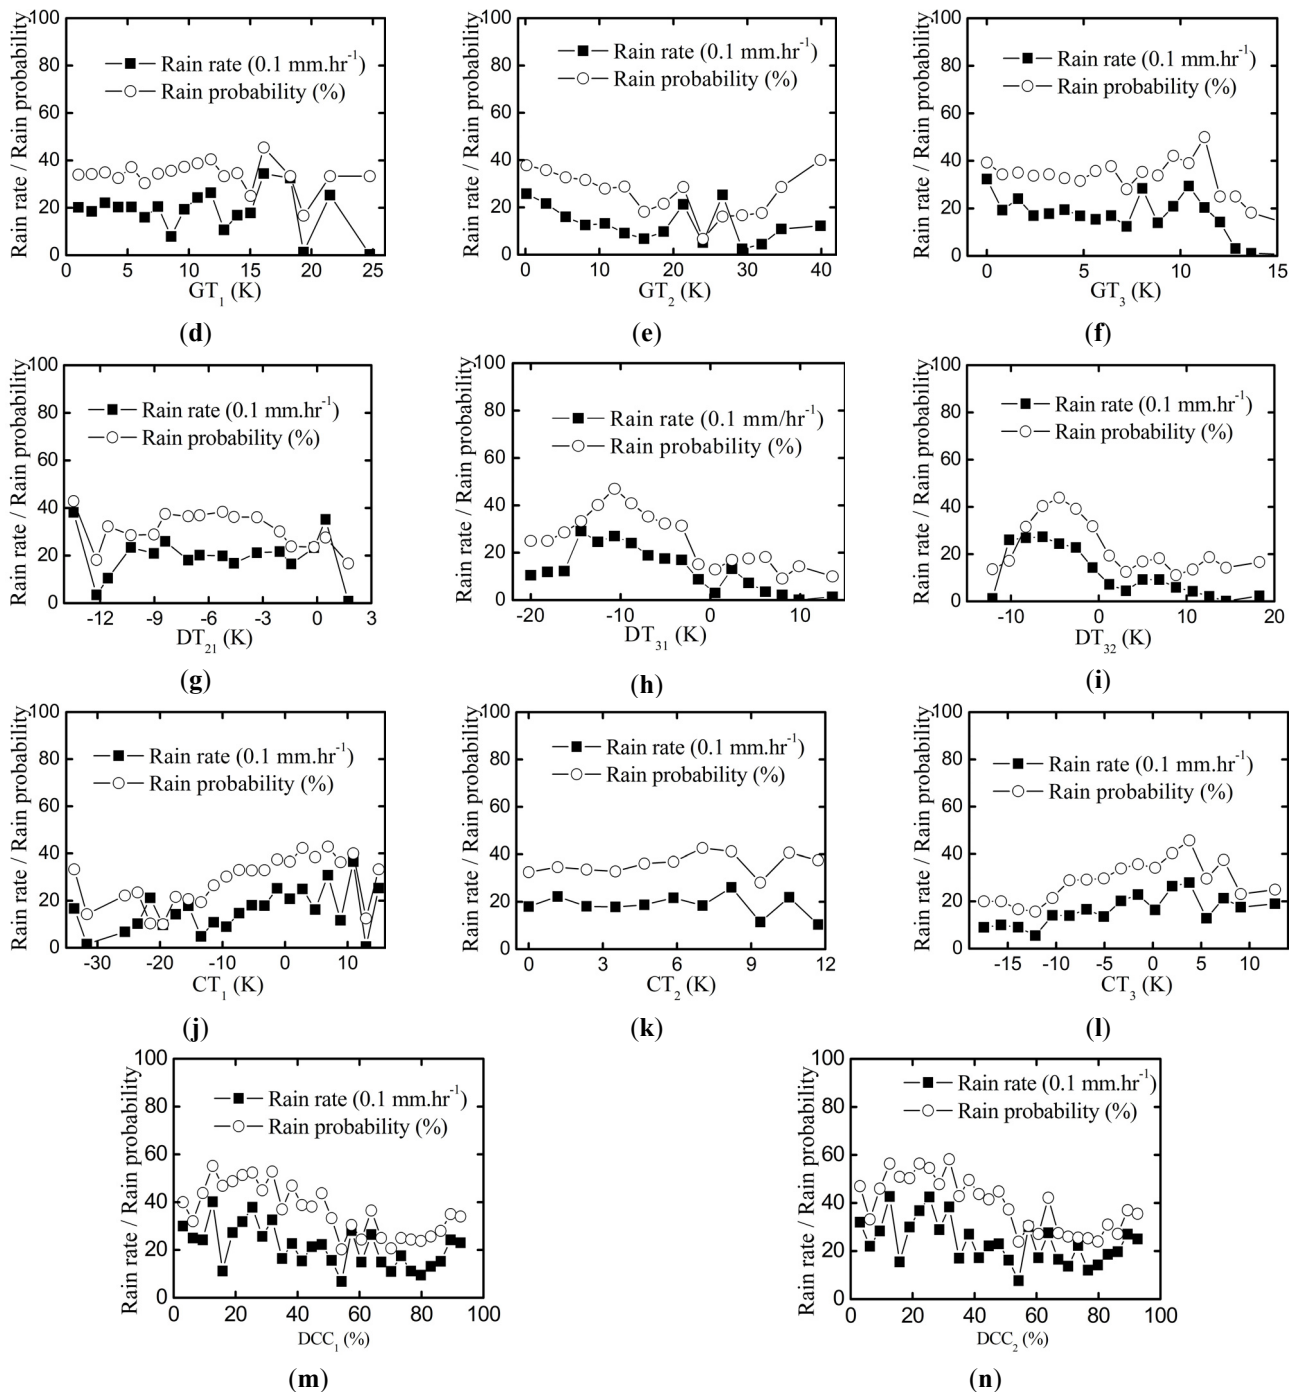 Rain rate / Rain probability
100
80
60
40
20
0
Rain rate (0.1 mm.hr⁻¹)
Rain probability (%)
0 5 10 15 20 25
GT₁ (K)
(d)
Rain rate / Rain probability
100
80
60
40
20
0
Rain rate (0.1 mm.hr⁻¹)
Rain probability (%)
0 10 20 30 40
GT₂ (K)
(e)
Rain rate / Rain probability
100
80
60
40
20
0
Rain rate (0.1 mm.hr⁻¹)
Rain probability (%)
0 5 10 15
GT₃ (K)
(f)
Rain rate / Rain probability
100
80
60
40
20
0
Rain rate (0.1 mm.hr⁻¹)
Rain probability (%)
-12 -9 -6 -3 0 3
DT₂₁ (K)
(g)
Rain rate / Rain probability
100
80
60
40
20
0
Rain rate (0.1 mm/hr⁻¹)
Rain probability (%)
-20 -10 0 10
DT₃₁ (K)
(h)
Rain rate / Rain probability
100
80
60
40
20
0
Rain rate (0.1 mm.hr⁻¹)
Rain probability (%)
-10 0 10 20
DT₃₂ (K)
(i)
Rain rate / Rain probability
100
80
60
40
20
0
Rain rate (0.1 mm.hr⁻¹)
Rain probability (%)
-30 -20 -10 0 10
CT₁ (K)
(j)
Rain rate / Rain probability
100
80
60
40
20
0
Rain rate (0.1 mm.hr⁻¹)
Rain probability (%)
0 3 6 9 12
CT₂ (K)
(k)
Rain rate / Rain probability
100
80
60
40
20
0
Rain rate (0.1 mm.hr⁻¹)
Rain probability (%)
-15 -10 -5 0 5 10
CT₃ (K)
(l)
Rain rate / Rain probability
100
80
60
40
20
0
Rain rate (0.1 mm.hr⁻¹)
Rain probability (%)
0 20 40 60 80 100
DCC₁ (%)
(m)
Rain rate / Rain probability
100
80
60
40
20
0
Rain rate (0.1 mm.hr⁻¹)
Rain probability (%)
0 20 40 60 80 100
DCC₂ (%)
(n)